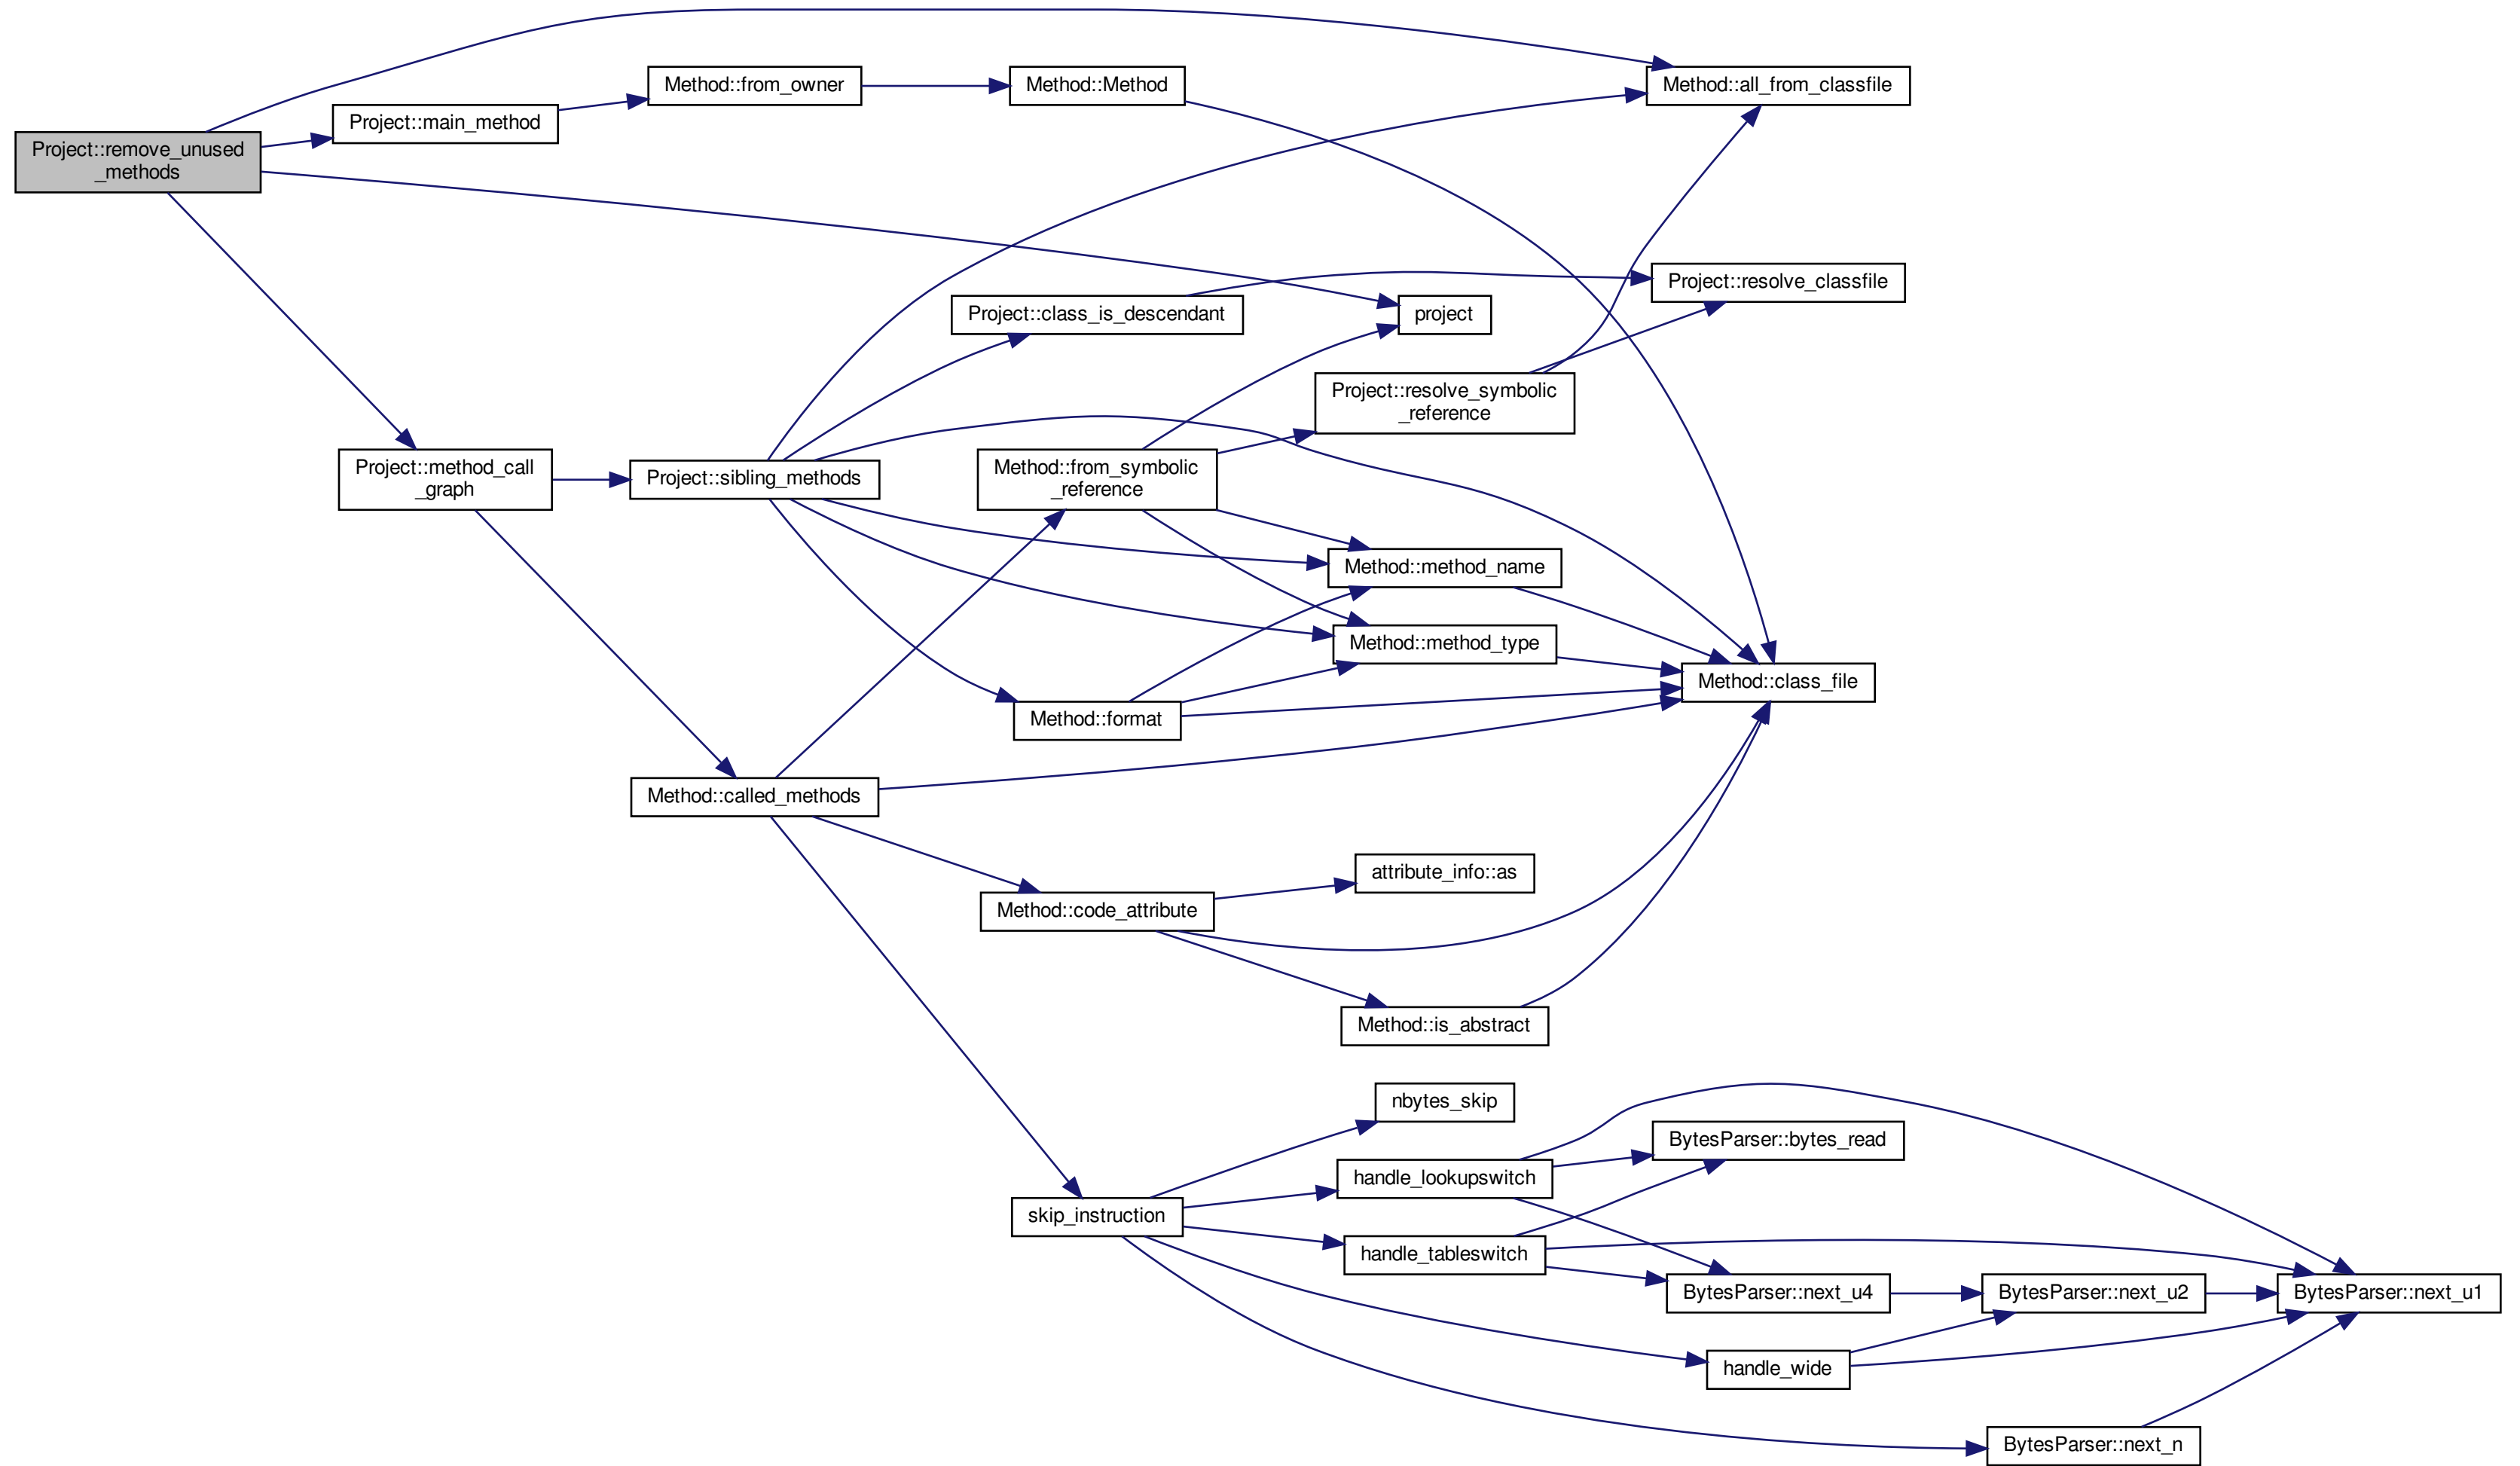 Project::remove_unused
_methods
Project::main_method
Method::from_owner
Method::Method
Method::all_from_classfile
Project::class_is_descendant
project
Project::resolve_classfile
Project::resolve_symbolic
_reference
Project::method_call
_graph
Project::sibling_methods
Method::from_symbolic
_reference
Method::method_name
Method::method_type
Method::class_file
Method::format
Method::called_methods
attribute_info::as
Method::code_attribute
Method::is_abstract
nbytes_skip
BytesParser::bytes_read
handle_lookupswitch
skip_instruction
handle_tableswitch
BytesParser::next_u4
BytesParser::next_u2
BytesParser::next_u1
handle_wide
BytesParser::next_n